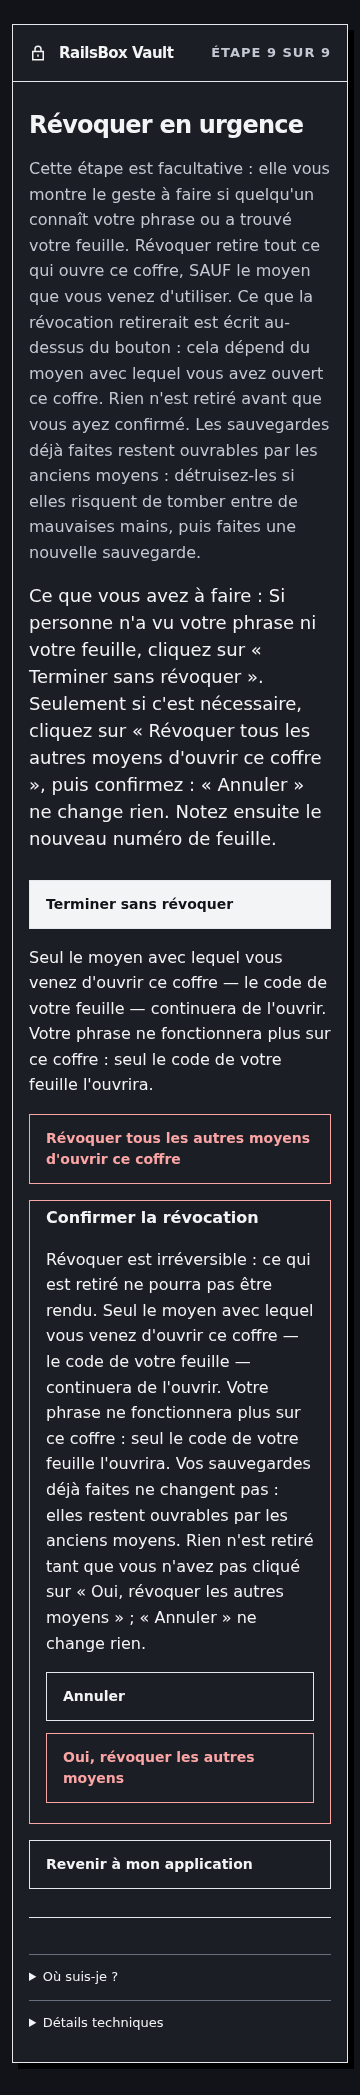 RailsBox Vault
ÉTAPE 9 SUR 9
Révoquer en urgence
Cette étape est facultative : elle vous
montre le geste à faire si quelqu'un
connaît votre phrase ou a trouvé
votre feuille. Révoquer retire tout ce
qui ouvre ce coffre, SAUF le moyen
que vous venez d'utiliser. Ce que la
révocation retirerait est écrit au-
dessus du bouton : cela dépend du
moyen avec lequel vous avez ouvert
ce coffre. Rien n'est retiré avant que
vous ayez confirmé. Les sauvegardes
déjà faites restent ouvrables par les
anciens moyens : détruisez-les si
elles risquent de tomber entre de
mauvaises mains, puis faites une
nouvelle sauvegarde.
Ce que vous avez à faire : Si
personne n'a vu votre phrase ni
votre feuille, cliquez sur «
Terminer sans révoquer ».
Seulement si c'est nécessaire,
cliquez sur « Révoquer tous les
autres moyens d'ouvrir ce coffre
», puis confirmez : « Annuler »
ne change rien. Notez ensuite le
nouveau numéro de feuille.
Terminer sans révoquer
Seul le moyen avec lequel vous
venez d'ouvrir ce coffre — le code de
votre feuille — continuera de l'ouvrir.
Votre phrase ne fonctionnera plus sur
ce coffre : seul le code de votre
feuille l'ouvrira.
Révoquer tous les autres moyens
d'ouvrir ce coffre
Confirmer la révocation
Révoquer est irréversible : ce qui
est retiré ne pourra pas être
rendu. Seul le moyen avec lequel
vous venez d'ouvrir ce coffre —
le code de votre feuille —
continuera de l'ouvrir. Votre
phrase ne fonctionnera plus sur
ce coffre : seul le code de votre
feuille l'ouvrira. Vos sauvegardes
déjà faites ne changent pas :
elles restent ouvrables par les
anciens moyens. Rien n'est retiré
tant que vous n'avez pas cliqué
sur « Oui, révoquer les autres
moyens » ; « Annuler » ne
change rien.
Annuler
Oui, révoquer les autres
moyens
Revenir à mon application
Où suis-je ?
Détails techniques